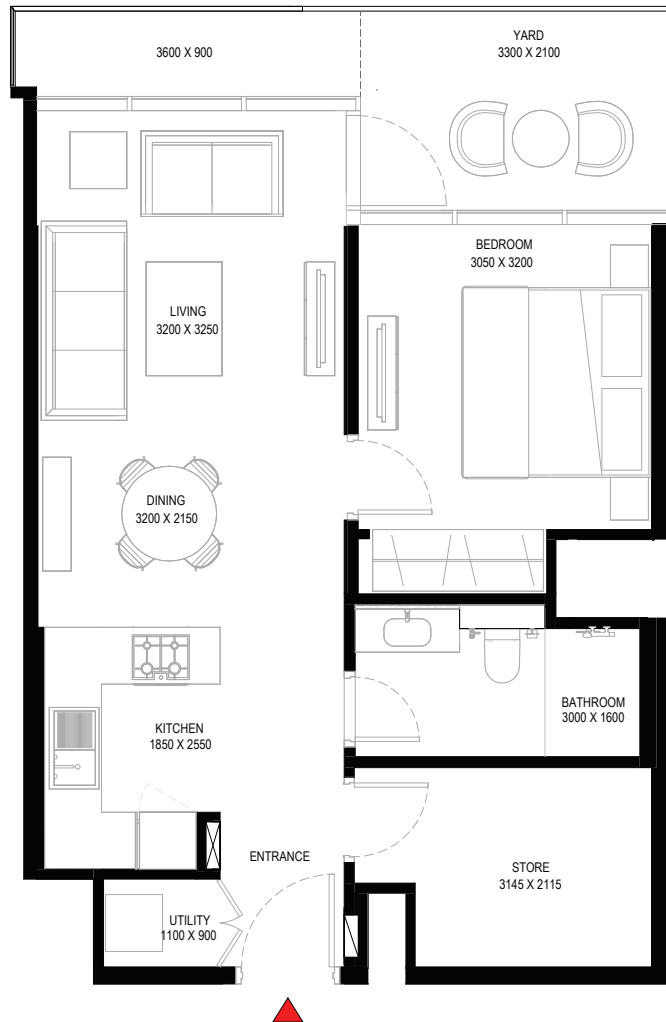 YARD
3600 X 900
3300 X 2100
BEDROOM
3050 X 3200
LIVING
3200 X 3250
DINING
3200 X 2150
KITCHEN
1850 X 2550
BATHROOM
3000 X 1600
ENTRANCE
STORE
3145 X 2115
UTILITY
1100 X 900